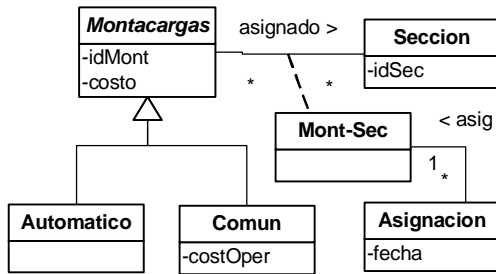 Montacargas
-idMont
-costo
asignado >
Seccion
-idSec
*
*
Mont-Sec
< asig
1
*
Automatico
Comun
-costOper
Asignacion
-fecha